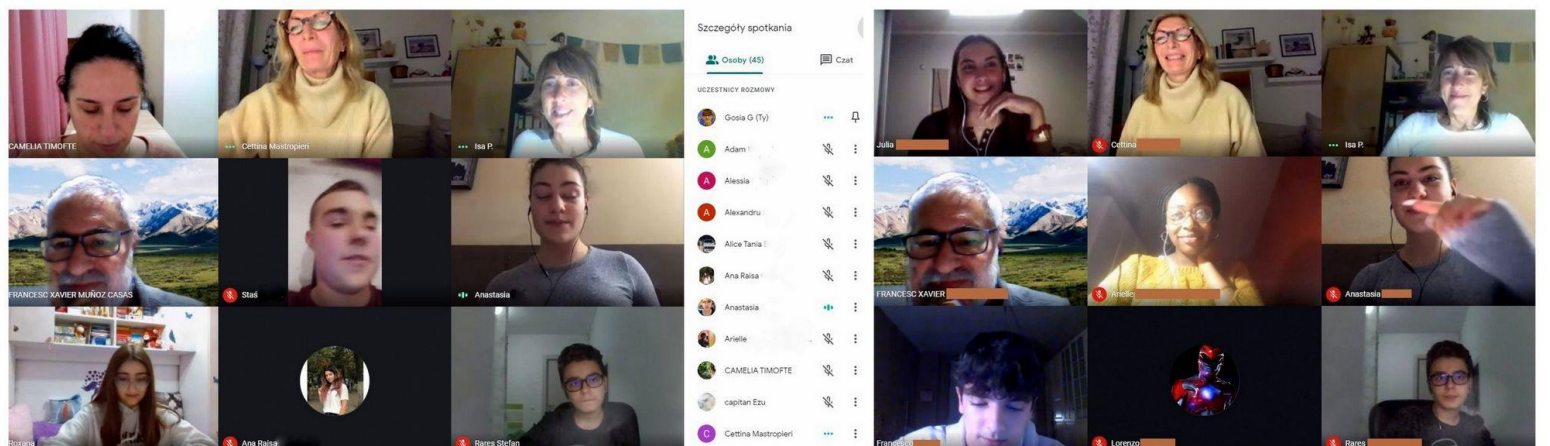 CAMELIA TIMOFTE
Cettina Mastropieri
Isa P.
FRANCESC XAVIER MUÑOZ CASAS
Staś
Anastasia
Roxana
Ana Raisa
Rares Stefan
Szczegóły spotkania
Osoby (45)
Czat
UCZESTNICY ROZMOWY
Gosia G (Ty)
A
Adam
A
Alessia
A
Alexandru
Alice Tania
Ana Raisa
Anastasia
Arielle
CAMELIA TIMOFTE
capitan Ezu
C
Cettina Mastropieri
Julia
Cettina
Isa P.
FRANCESC XAVIER
Arielle
Anastasia
Francesco
Lorenzo
Rares